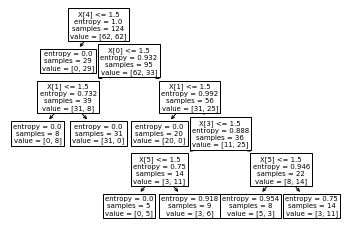 X[4] <= 1.5
entropy = 1.0
samples = 124
value = [62, 62]
entropy = 0.0
samples = 29
value = [0, 29]
X[0] <= 1.5
entropy = 0.932
samples = 95
value = [62, 33]
X[1] <= 1.5
entropy = 0.732
samples = 39
value = [31, 8]
X[1] <= 1.5
entropy = 0.992
samples = 56
value = [31, 25]
entropy = 0.0
samples = 8
value = [0, 8]
entropy = 0.0
samples = 31
value = [31, 0]
entropy = 0.0
samples = 20
value = [20, 0]
X[3] <= 1.5
entropy = 0.888
samples = 36
value = [11, 25]
X[5] <= 1.5
entropy = 0.75
samples = 14
value = [3, 11]
X[5] <= 1.5
entropy = 0.946
samples = 22
value = [8, 14]
entropy = 0.0
samples = 5
value = [0, 5]
entropy = 0.918
samples = 9
value = [3, 6]
entropy = 0.954
samples = 8
value = [5, 3]
entropy = 0.75
samples = 14
value = [3, 11]